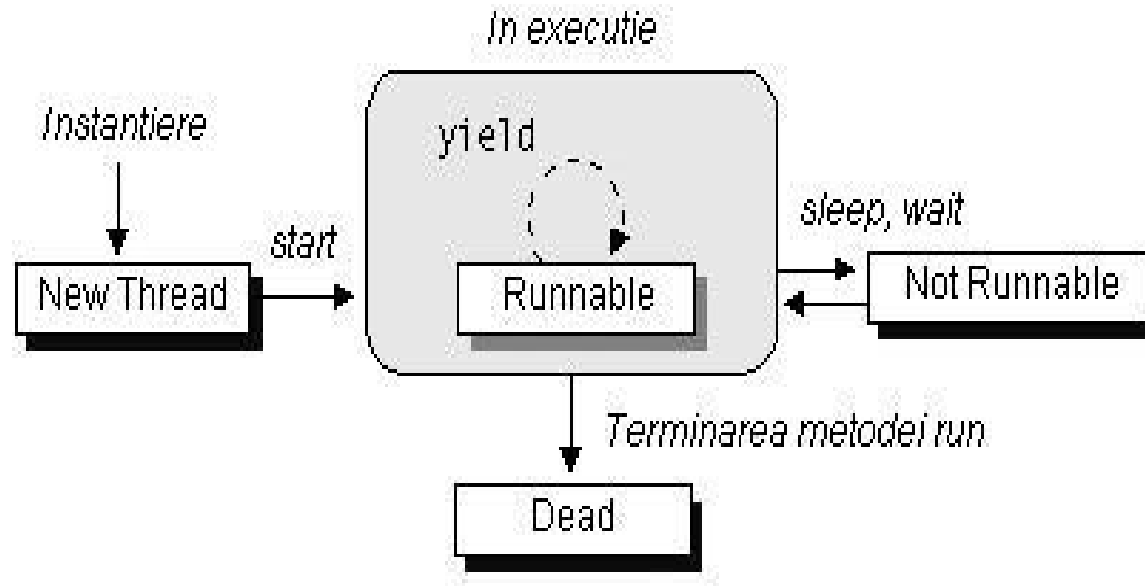 In executie
Instantiere
yield
sleep, wait
start
New Thread
Runnable
Not Runnable
Terminarea metodei run
Dead